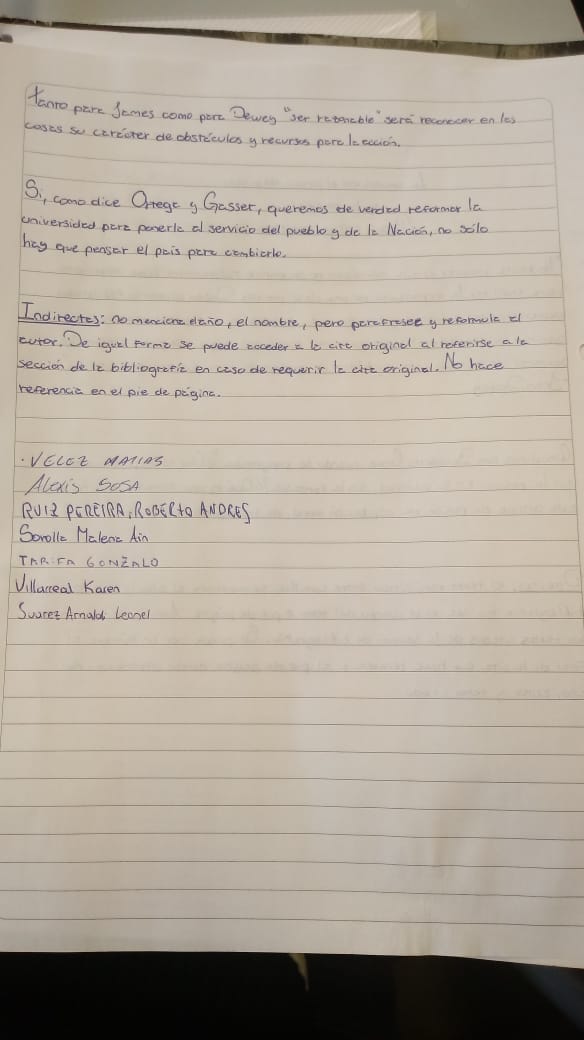 tanto para James como para Dewey "ser razonable" será reconocer en las
cosas su carácter de obstáculos y recursos para la acción.
Si, como dice Ortega y Gasser, queremos de verdad reformar la
universidad para ponerla al servicio del pueblo y de la Nación, no sólo
hay que pensar el país para cambiarlo.
Indirectas: no menciona el año, el nombre, pero parafrasea y reformula el
autor. De igual forma se puede acceder a la cita original al referirse a la
sección de la bibliografía en caso de requerir la cita original. No hace
referencia en el pie de página.
. VELEZ MATIAS
Alexis SOSA
RUIZ PEREIRA, ROBERTO ANDRES
Sorolla Malena Ain
TARIFA GONZALO
Villarreal Karen
Suarez Arnaldo Leonel